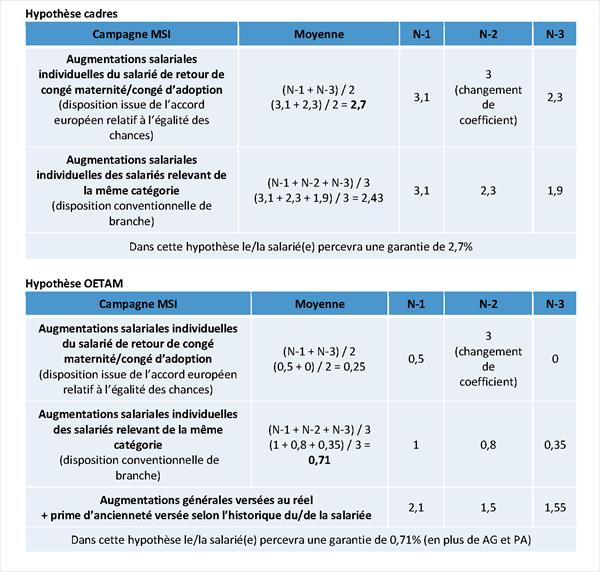 Hypothèse cadres
Campagne MSI
Moyenne
N-1
N-2
N-3
Augmentations salariales
individuelles du salarié de retour de
congé maternité/congé d'adoption
(disposition issue de l'accord
européen relatif à l'égalité des
chances)
(N-1 + N-3) / 2
(3,1 + 2,3) / 2 = 2,7
3,1
3
(changement
de
coefficient)
2,3
Augmentations salariales
individuelles des salariés relevant de
la même catégorie
(disposition conventionnelle de
branche)
(N-1 + N-2 + N-3) / 3
(3,1 + 2,3 + 1,9) / 3 = 2,43
3,1
2,3
1,9
Dans cette hypothèse le/la salarié(e) percevra une garantie de 2,7%
Hypothèse OETAM
Campagne MSI
Moyenne
N-1
N-2
N-3
Augmentations salariales individuelles
du salarié de retour de congé
maternité/congé d'adoption
(disposition issue de l'accord européen
relatif à l'égalité des chances)
(N-1 + N-3) / 2
(0,5 + 0) / 2 = 0,25
0,5
3
(changement
de
coefficient)
0
Augmentations salariales individuelles
des salariés relevant de la même
catégorie
(disposition conventionnelle de
branche)
(N-1 + N-2 + N-3) / 3
(1 + 0,8 + 0,35) / 3 =
0,71
1
0,8
0,35
Augmentations générales versées au réel
+ prime d'ancienneté versée selon l'historique du/de la salariée
2,1
1,5
1,55
Dans cette hypothèse le/la salarié(e) percevra une garantie de 0,71% (en plus de AG et PA)